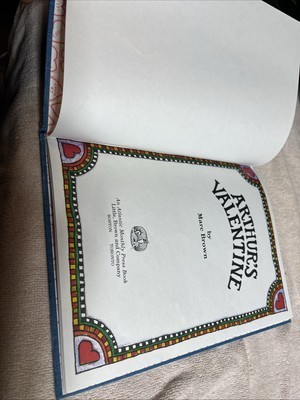 ARTHUR'S
VALENTINE
by
Marc Brown
An Atlantic Monthly Press Book
Little, Brown and Company
BOSTON
TORONTO